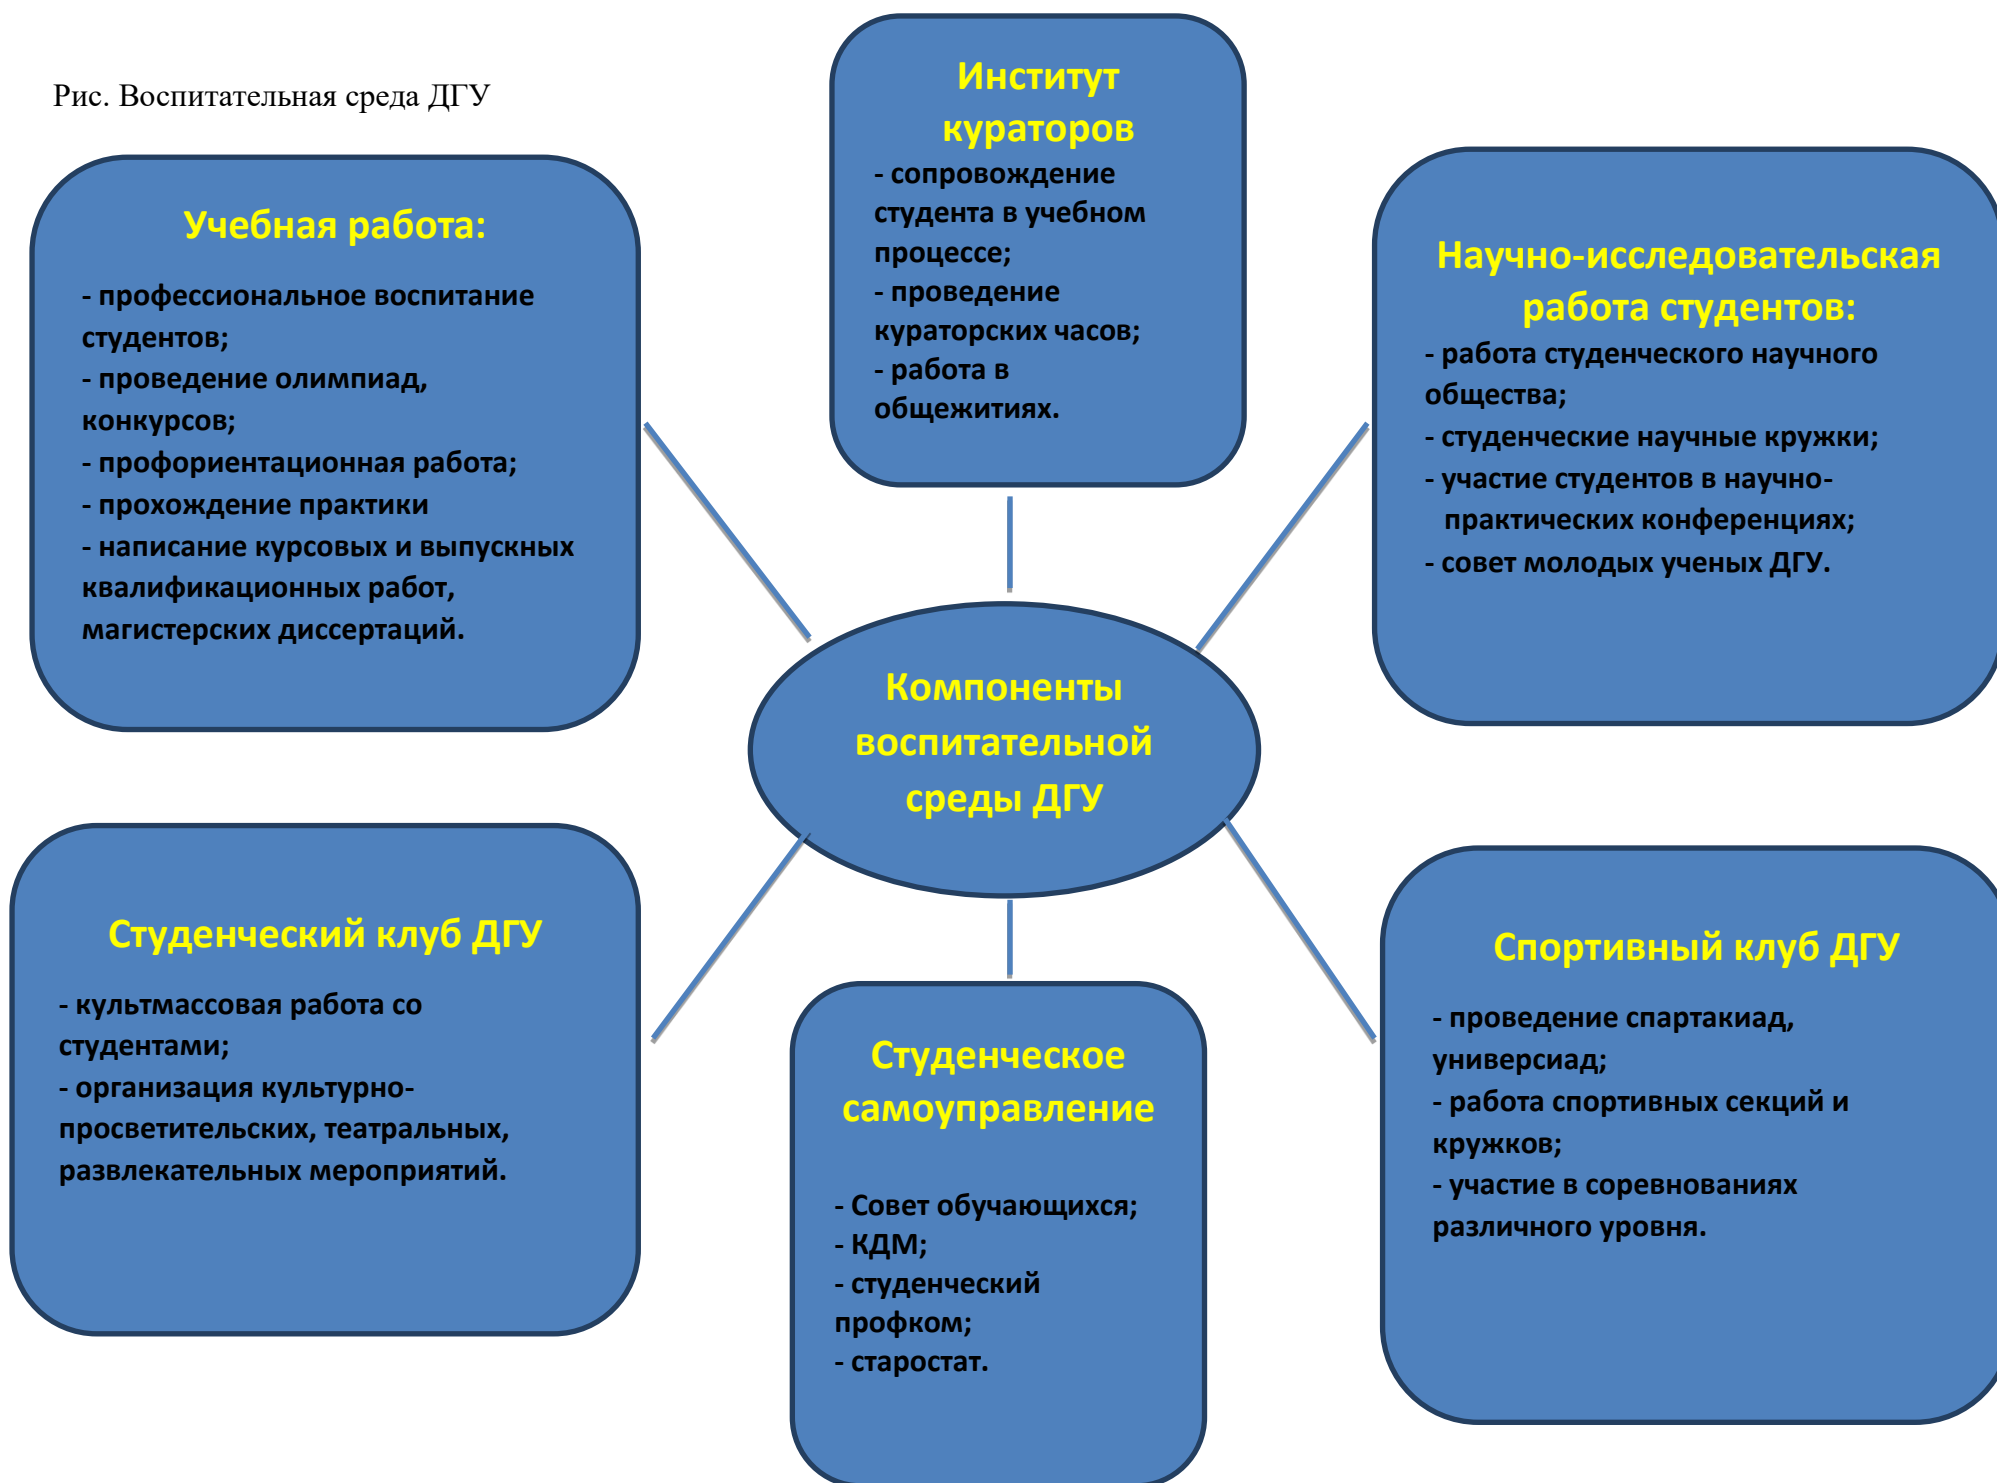 Рис. Воспитательная среда ДГУ
Институт
кураторов
- сопровождение
студента в учебном
процессе;
- проведение
кураторских часов;
- работа в
общежитиях.
Учебная работа:
- профессиональное воспитание
студентов;
- проведение олимпиад,
конкурсов;
- профориентационная работа;
- прохождение практики
- написание курсовых и выпускных
квалификационных работ,
магистерских диссертаций.
Научно-исследовательская
работа студентов:
- работа студенческого научного
общества;
- студенческие научные кружки;
- участие студентов в научно-
практических конференциях;
- совет молодых ученых ДГУ.
Компоненты
воспитательной
среды ДГУ
Студенческий клуб ДГУ
- культмассовая работа со
студентами;
- организация культурно-
просветительских, театральных,
развлекательных мероприятий.
Студенческое
самоуправление
- Совет обучающихся;
- КДМ;
- студенческий
профком;
- старостат.
Спортивный клуб ДГУ
- проведение спартакиад,
универсиад;
- работа спортивных секций и
кружков;
- участие в соревнованиях
различного уровня.